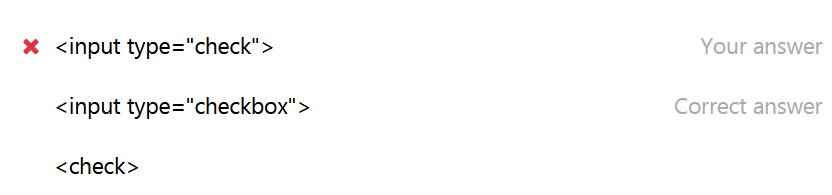 <input type="check"> Your answer
<input type="checkbox"> Correct answer
<check>